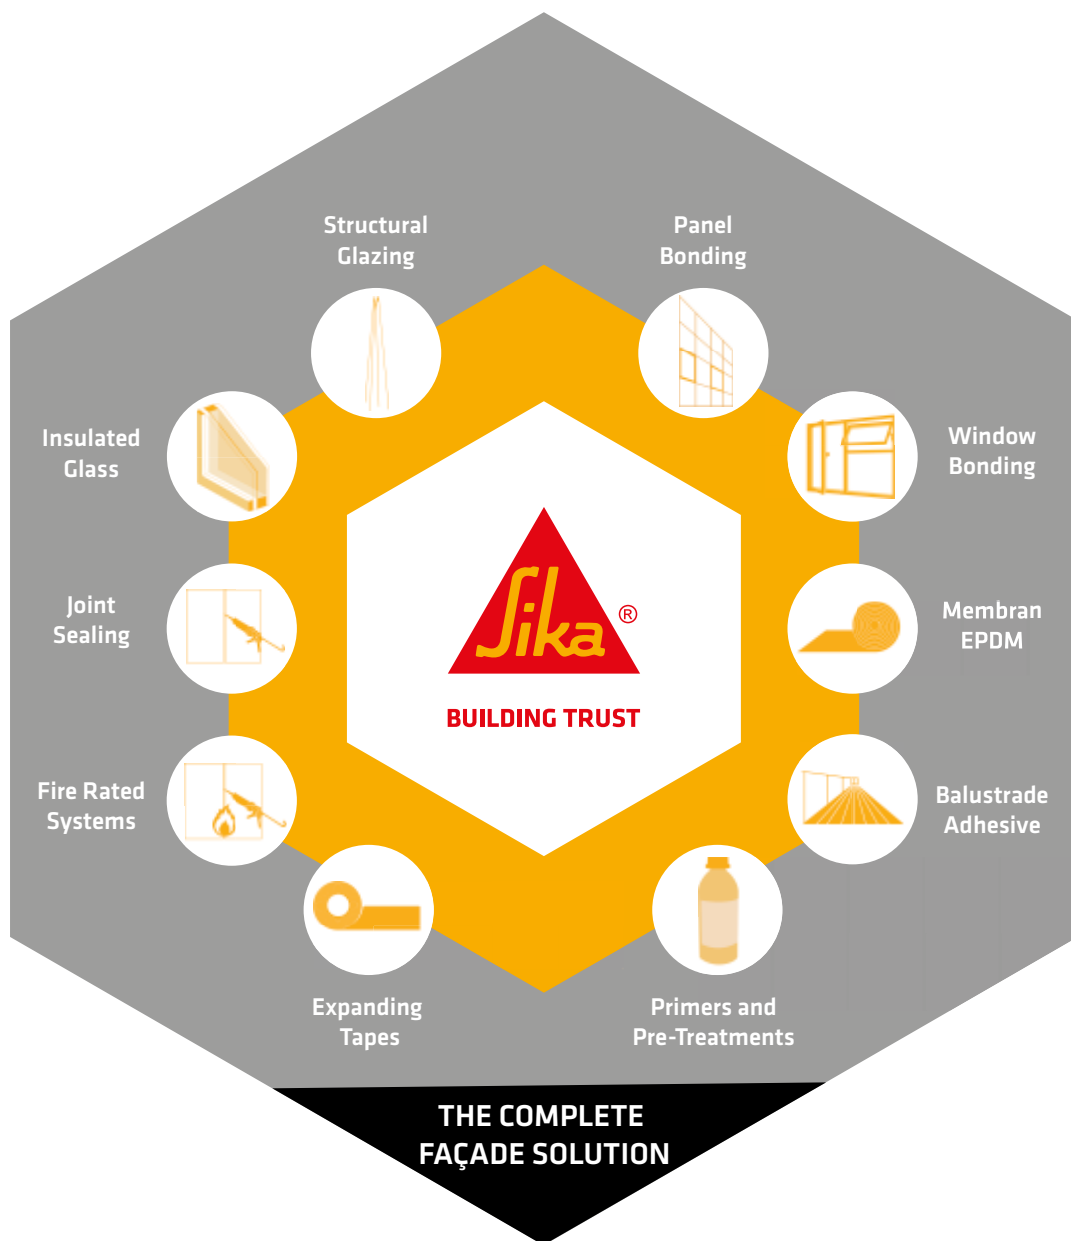 Structural
Glazing
Panel
Bonding
Insulated
Glass
Window
Bonding
Joint
Sealing
Membran
EPDM
Sika®
BUILDING TRUST
Fire Rated
Systems
Balustrade
Adhesive
Expanding
Tapes
Primers and
Pre-Treatments
THE COMPLETE
FAÇADE SOLUTION